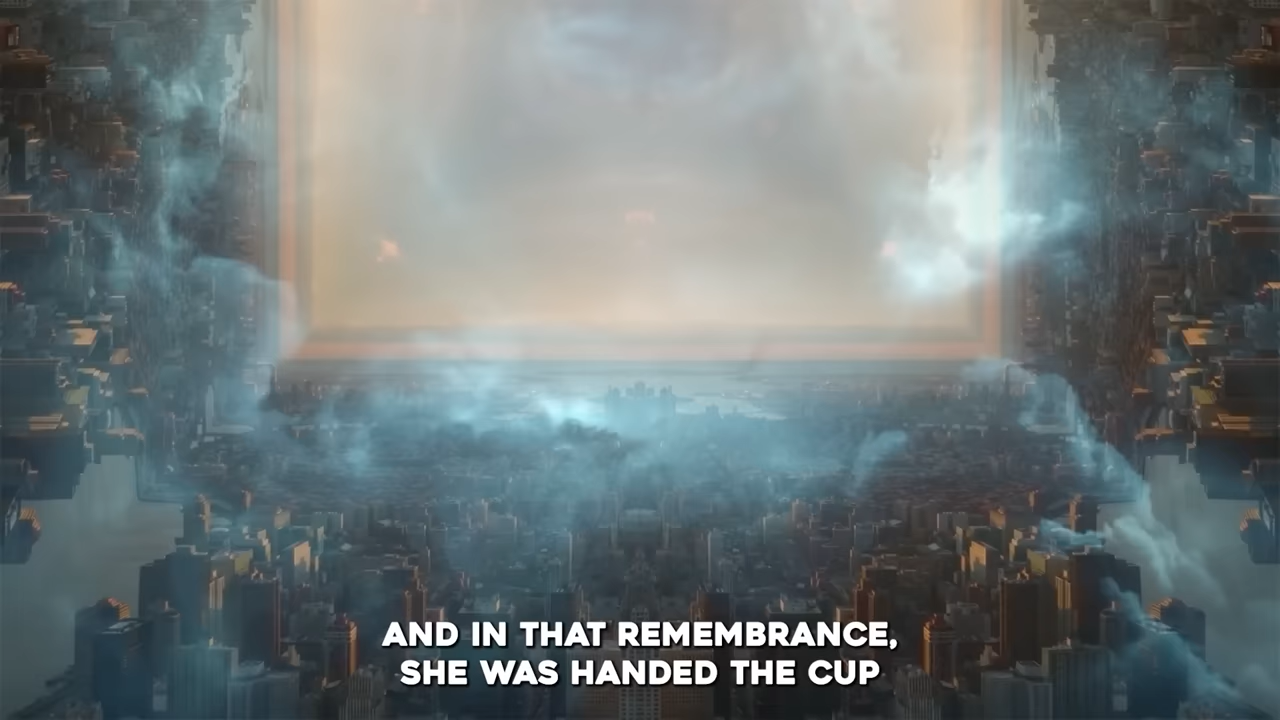 AND IN THAT REMEMBRANCE,
SHE WAS HANDED THE CUP